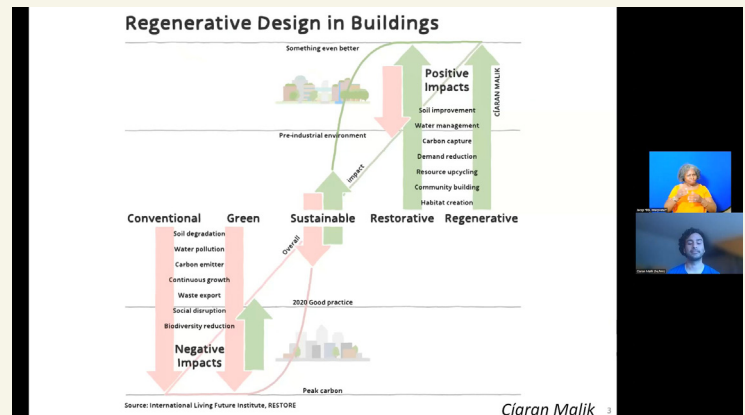 Regenerative Design in Buildings
Something even better
Positive
Impacts
CÍARAN MALIK
Soil improvement
Water management
Pre-industrial environment
Carbon capture
Demand reduction
Resource upcycling
Community building
Habitat creation
impact
Conventional
Green
Sustainable
Restorative
Regenerative
Soil degradation
Water pollution
Carbon emitter
Continuous growth
Waste export
Social disruption
Biodiversity reduction
Overall
2020 Good practice
Negative
Impacts
Peak carbon
Source: International Living Future Institute, RESTORE
Cíaran Malik
3